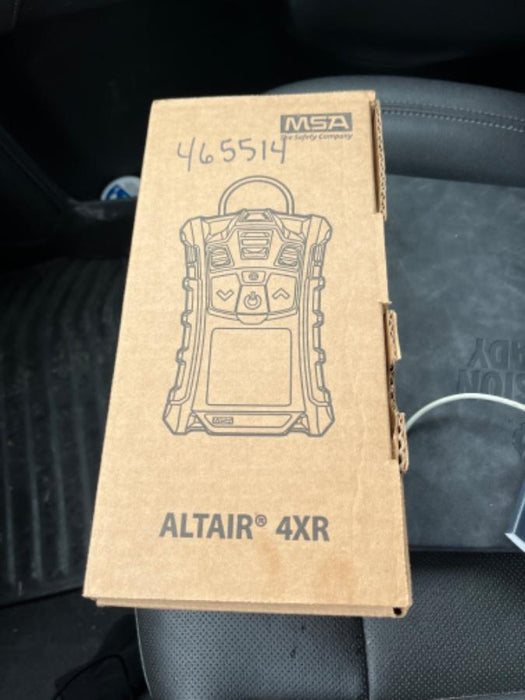 MSA
The Safety Company
465514
MSA
ALTAIR® 4XR